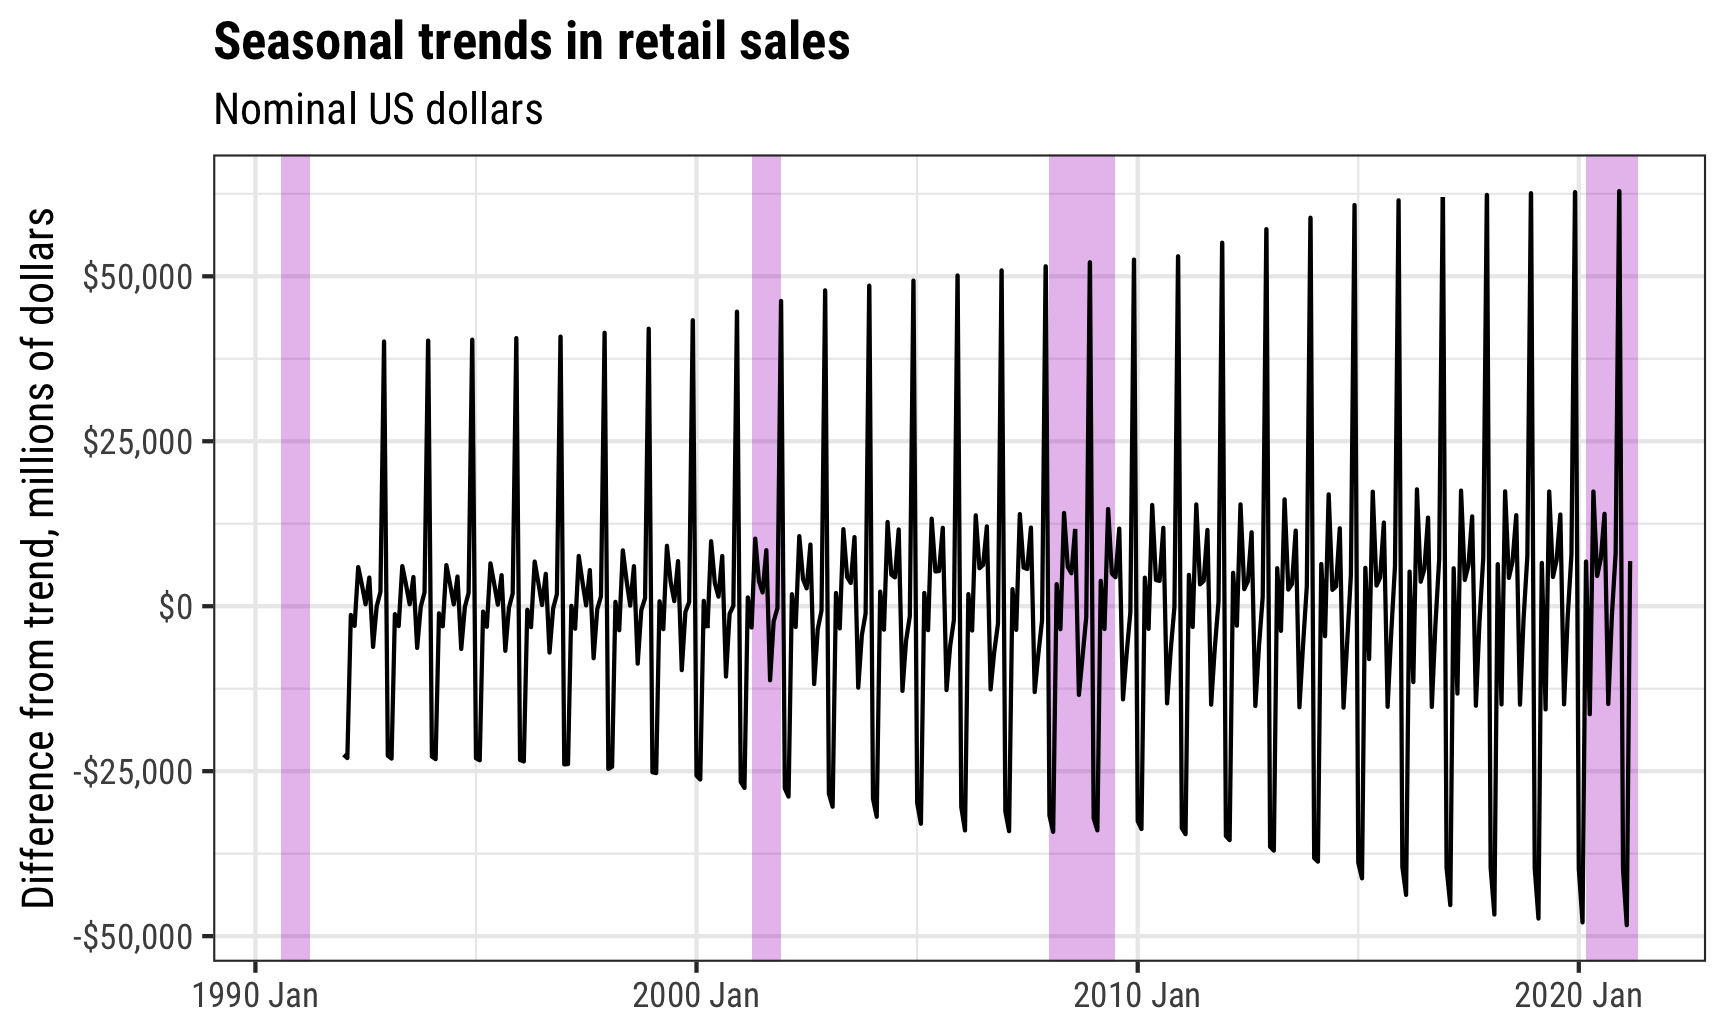 Seasonal trends in retail sales
Nominal US dollars
Difference from trend, millions of dollars
$50,000
$25,000
$0
-$25,000
-$50,000
1990 Jan
2000 Jan
2010 Jan
2020 Jan